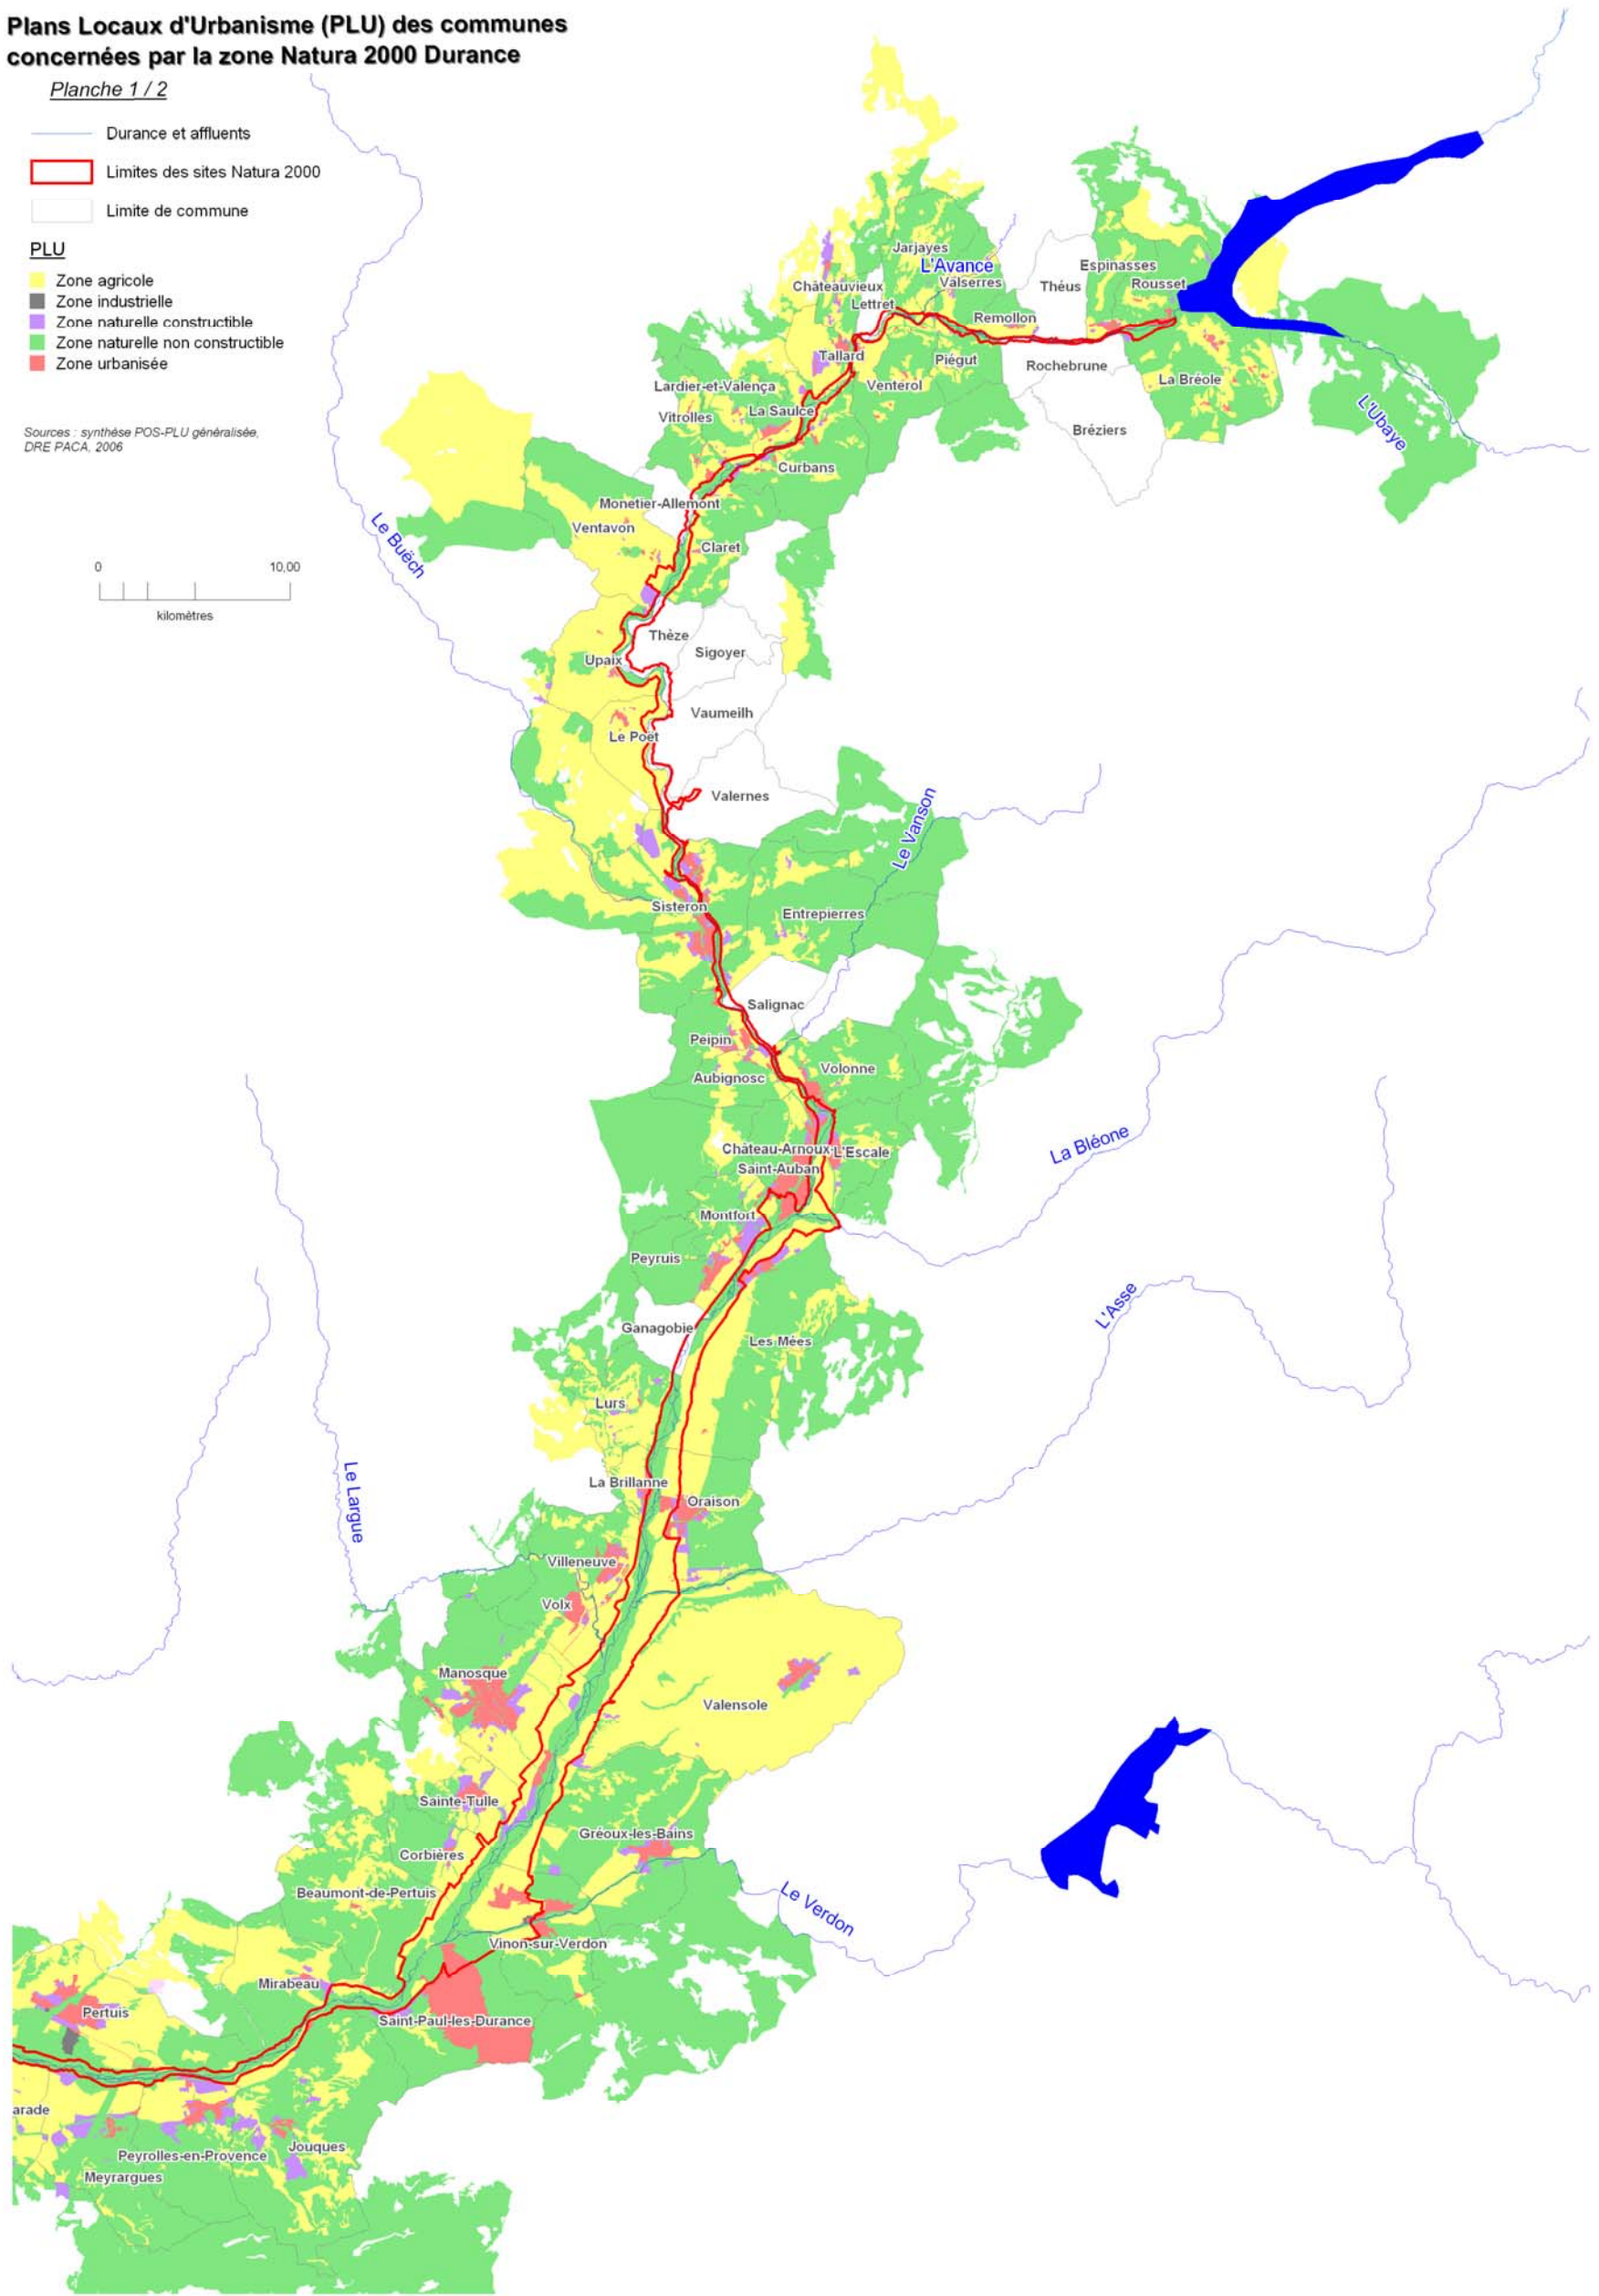 Plans Locaux d'Urbanisme (PLU) des communes
concernées par la zone Natura 2000 Durance
Planche 1 / 2
Durance et affluents
Limites des sites Natura 2000
Limite de commune
PLU
Zone agricole
Zone industrielle
Zone naturelle constructible
Zone naturelle non constructible
Zone urbanisée
Sources : synthèse POS-PLU généralisée,
DRE PACA, 2006
0 10,00
kilomètres
Jarjayes
L'Avance
Valserres
Espinasses
Rousset
Théus
Châteauvieux
Lettret
Remollon
Tallard
Piégut
Rochebrune
La Bréole
Lardier-et-Valença
Venterol
L'Ubaye
Vitrolles
La Saulce
Bréziers
Curbans
Monetier-Allemont
Ventavon
Le Buëch
Claret
Thèze
Sigoyer
Upaix
Vaumeilh
Le Poët
Valernes
Le Vanson
Sisteron
Entrepierres
Salignac
Peipin
Volonne
Aubignosc
La Bléone
Château-Arnoux-
Saint-Auban
L'Escale
Montfort
Peyruis
L'Asse
Ganagobie
Les Mées
Lurs
La Brillanne
Oraison
Le Largue
Villeneuve
Volx
Manosque
Valensole
Sainte-Tulle
Gréoux-les-Bains
Corbières
Beaumont-de-Pertuis
Le Verdon
Vinon-sur-Verdon
Mirabeau
Pertuis
Saint-Paul-les-Durance
arade
Jouques
Peyrolles-en-Provence
Meyrargues